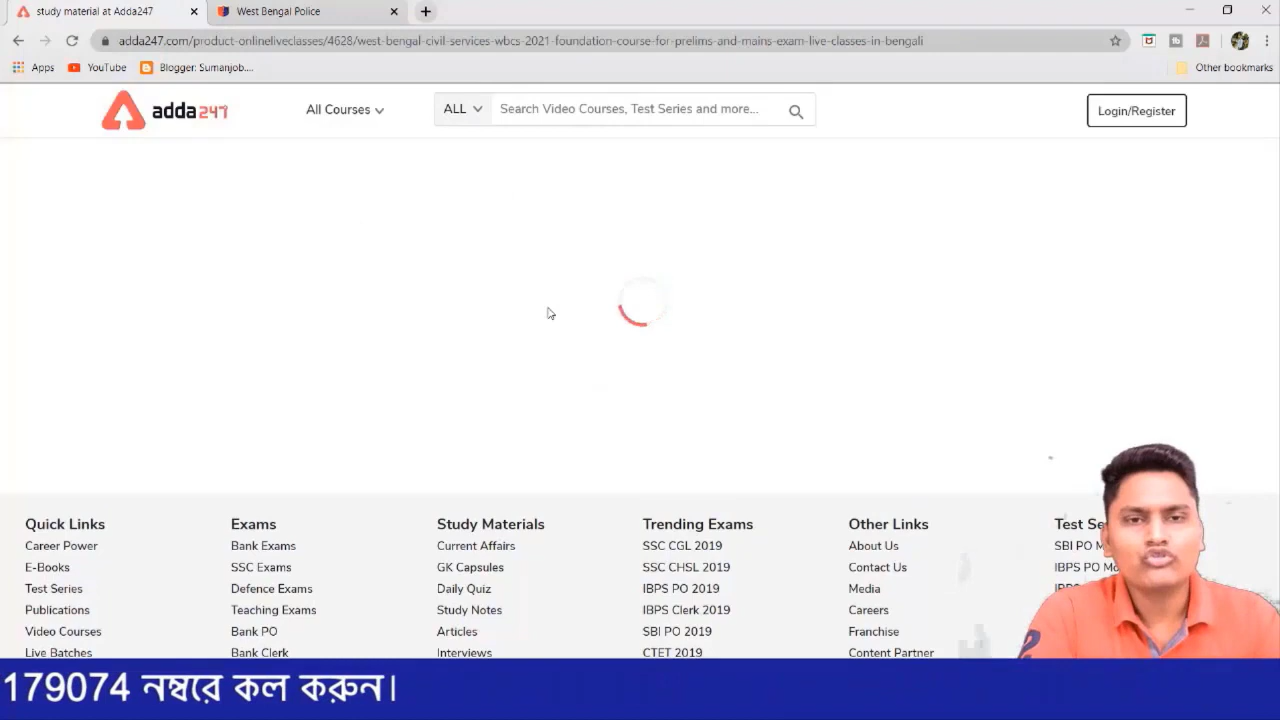 study material at Adda247
West Bengal Police
adda247.com/product-onlineliveclasses/4628/west-bengal-civil-services-wbcs-2021-foundation-course-for-prelims-and-mains-exam-live-classes-in-bengali
Apps YouTube Blogger: Sumanjob.... Other bookmarks
adda247 All Courses ALL Search Video Courses, Test Series and more... Login/Register
Quick Links Exams Study Materials Trending Exams Other Links Test Se
Career Power Bank Exams Current Affairs SSC CGL 2019 About Us SBI PO M
E-Books SSC Exams GK Capsules SSC CHSL 2019 Contact Us IBPS PO Mo
Test Series Defence Exams Daily Quiz IBPS PO 2019 Media
Publications Teaching Exams Study Notes IBPS Clerk 2019 Careers
Video Courses Bank PO Articles SBI PO 2019 Franchise
Live Batches Bank Clerk Interviews CTET 2019 Content Partner
179074 নম্বরে কল করুন।